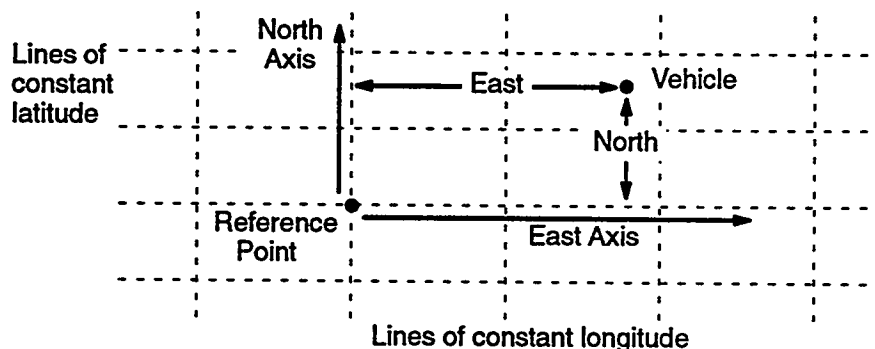 North
Axis
Lines of
constant
latitude
East
Vehicle
North
Reference
Point
East Axis
Lines of constant longitude